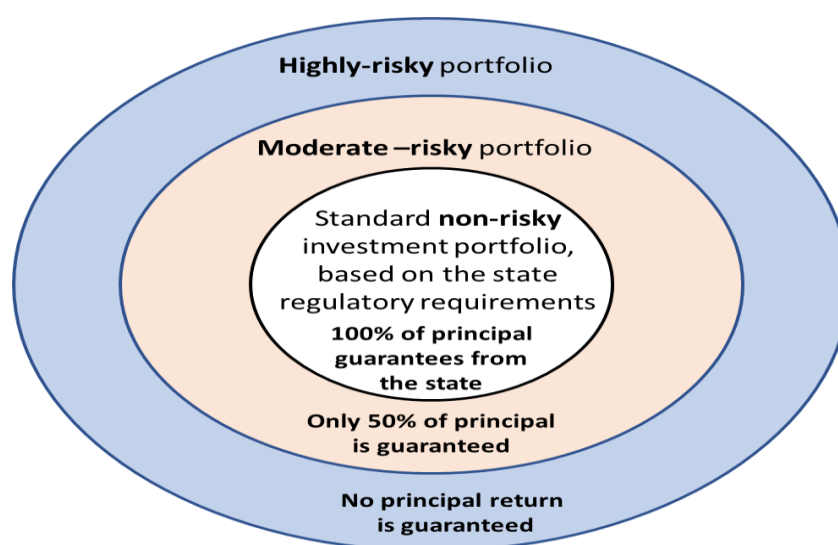 Highly-risky portfolio
Moderate –risky portfolio
Standard non-risky
investment portfolio,
based on the state
regulatory requirements
100% of principal
guarantees from
the state
Only 50% of principal
is guaranteed
No principal return
is guaranteed